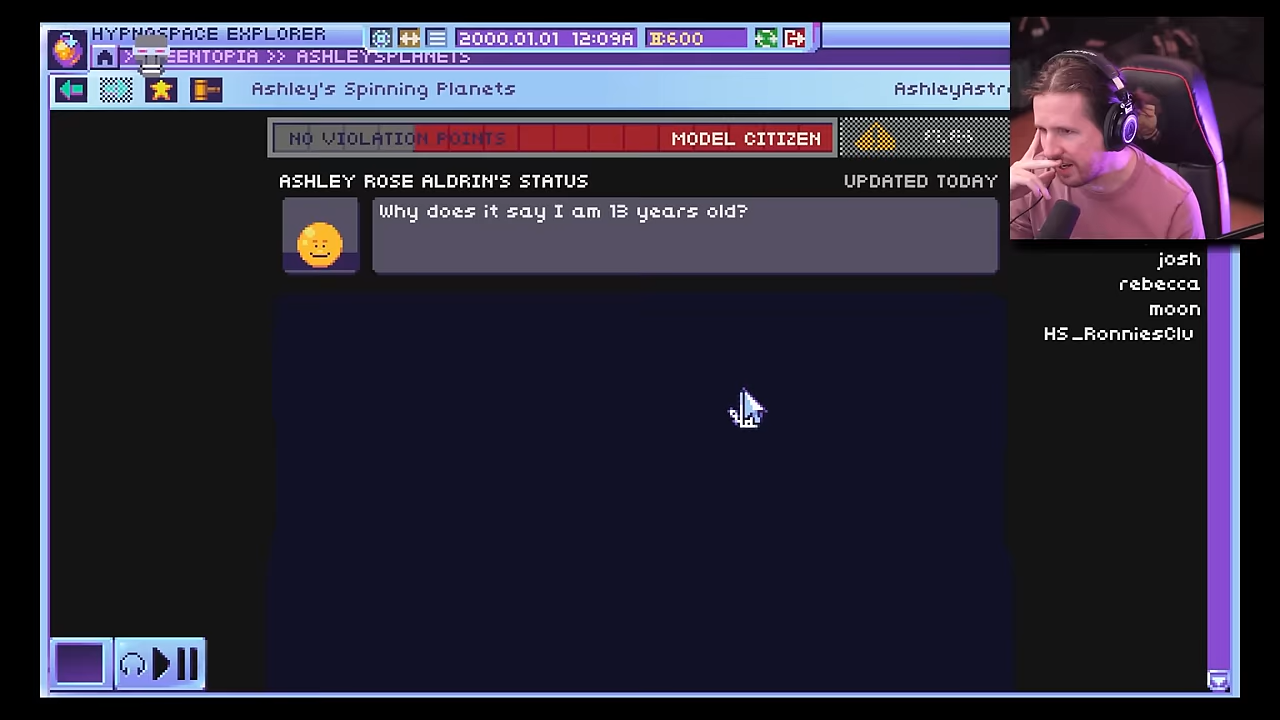 HYPNOSPACE EXPLORER
2000.01.01 12:09A
600
EENTOPIA >> ASHLEYSPLANETS
Ashley's Spinning Planets
AshleyAstr
NO VIOLATION POINTS
MODEL CITIZEN
ASHLEY ROSE ALDRIN'S STATUS
UPDATED TODAY
Why does it say I am 13 years old?
josh
rebecca
moon
HS_RonniesClu